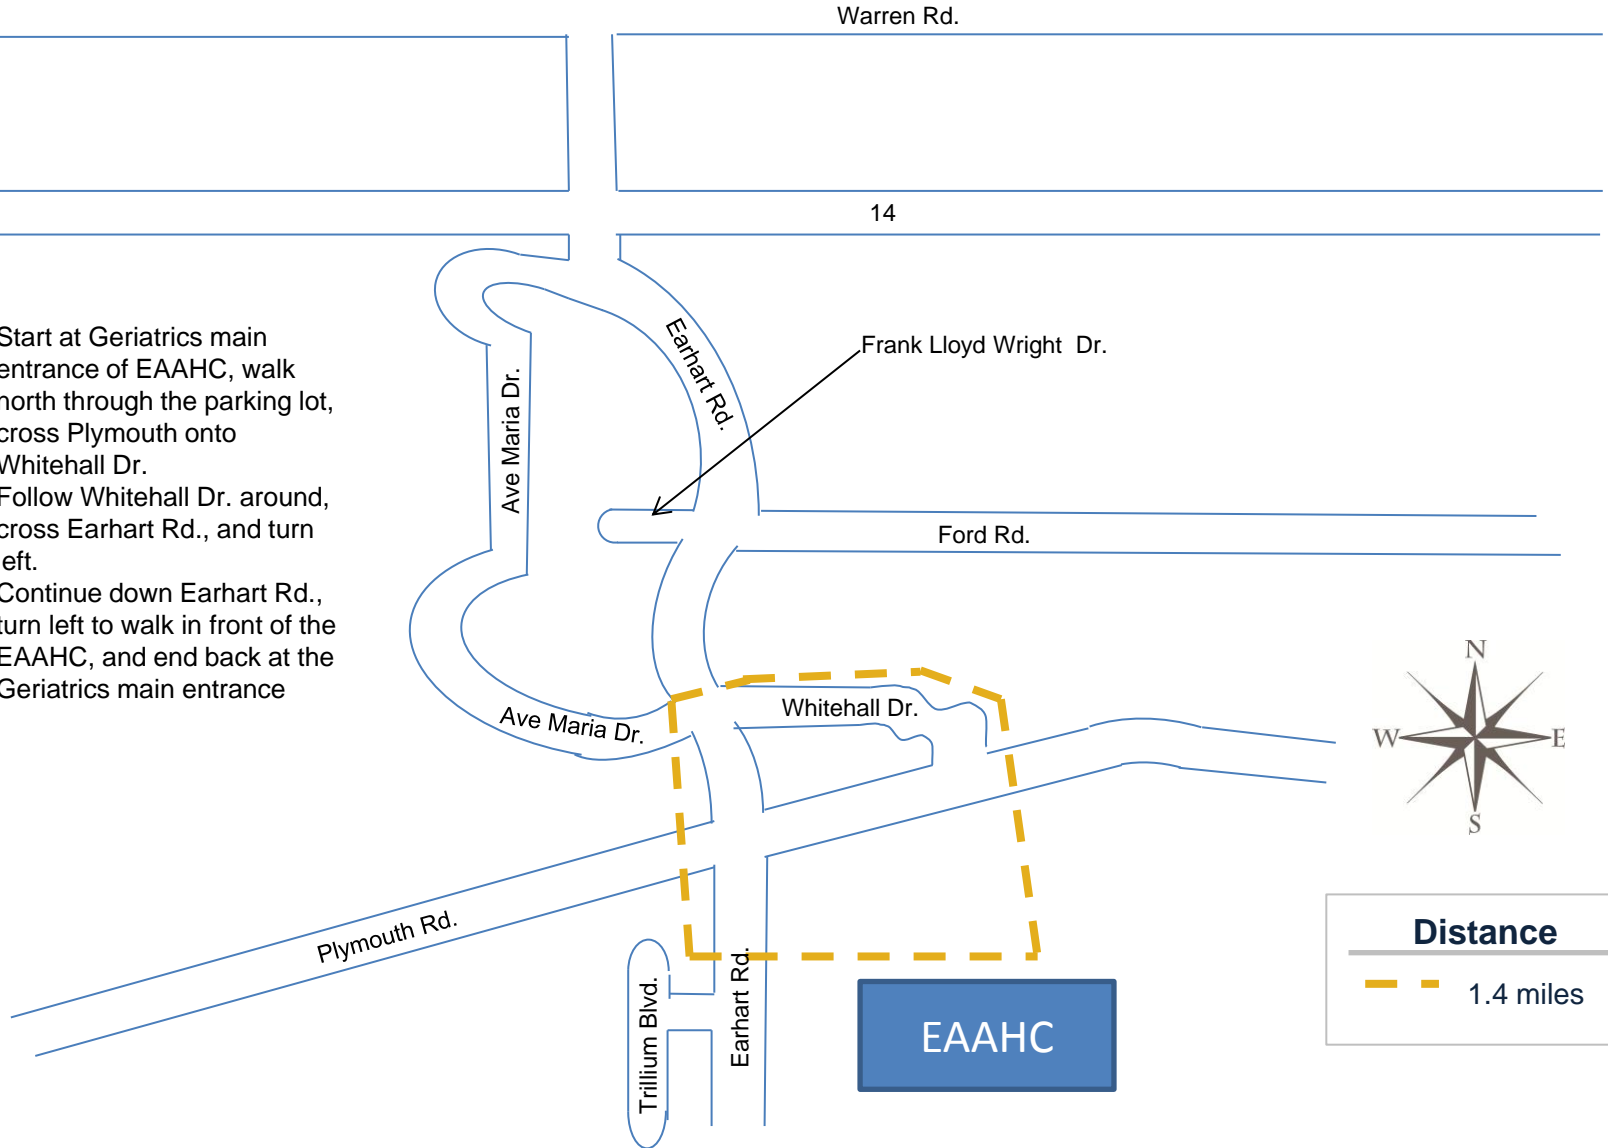 Warren Rd.
14
Start at Geriatrics main
entrance of EAAHC, walk
north through the parking lot,
cross Plymouth onto
Whitehall Dr.
Follow Whitehall Dr. around,
cross Earhart Rd., and turn
left.
Continue down Earhart Rd.,
turn left to walk in front of the
EAAHC, and end back at the
Geriatrics main entrance
Earhart Rd.
Frank Lloyd Wright Dr.
Ave Maria Dr.
Ford Rd.
Whitehall Dr.
Ave Maria Dr.
N
W
E
S
Plymouth Rd.
Trillium Blvd.
Earhart Rd.
EAAHC
Distance
1.4 miles